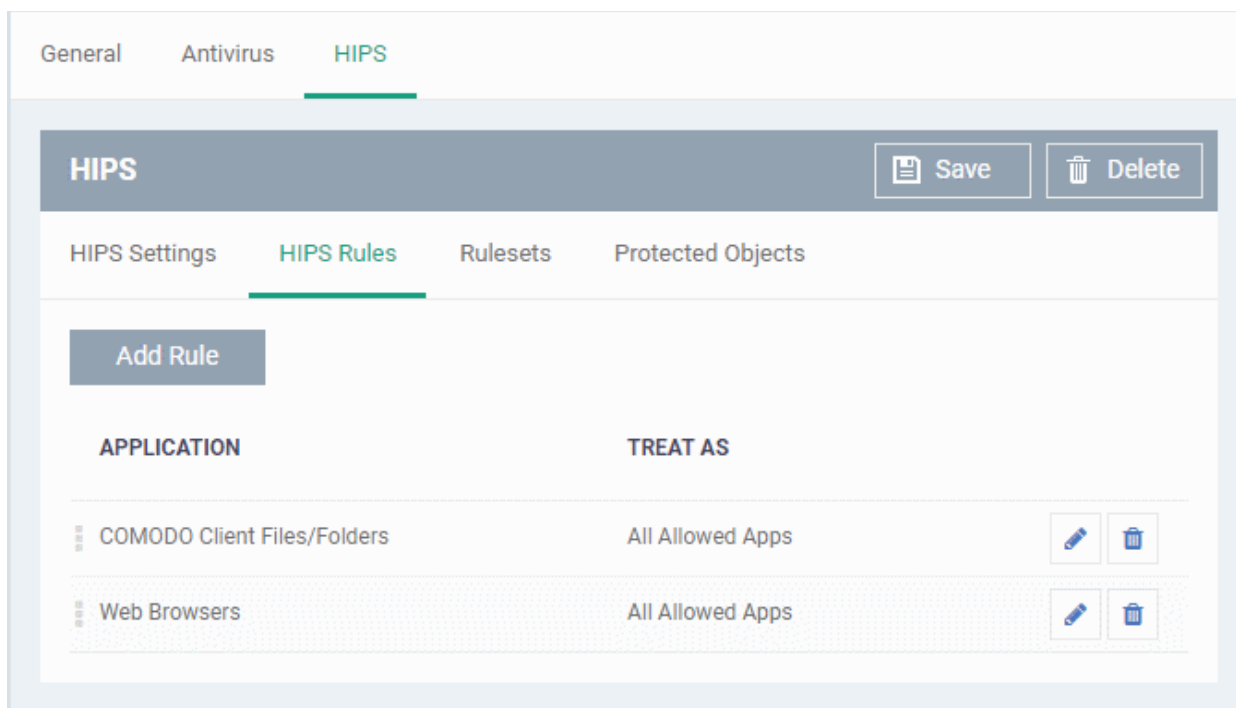 General Antivirus HIPS
HIPS Save Delete
HIPS Settings HIPS Rules Rulesets Protected Objects
Add Rule
APPLICATION TREAT AS
COMODO Client Files/Folders All Allowed Apps
Web Browsers All Allowed Apps